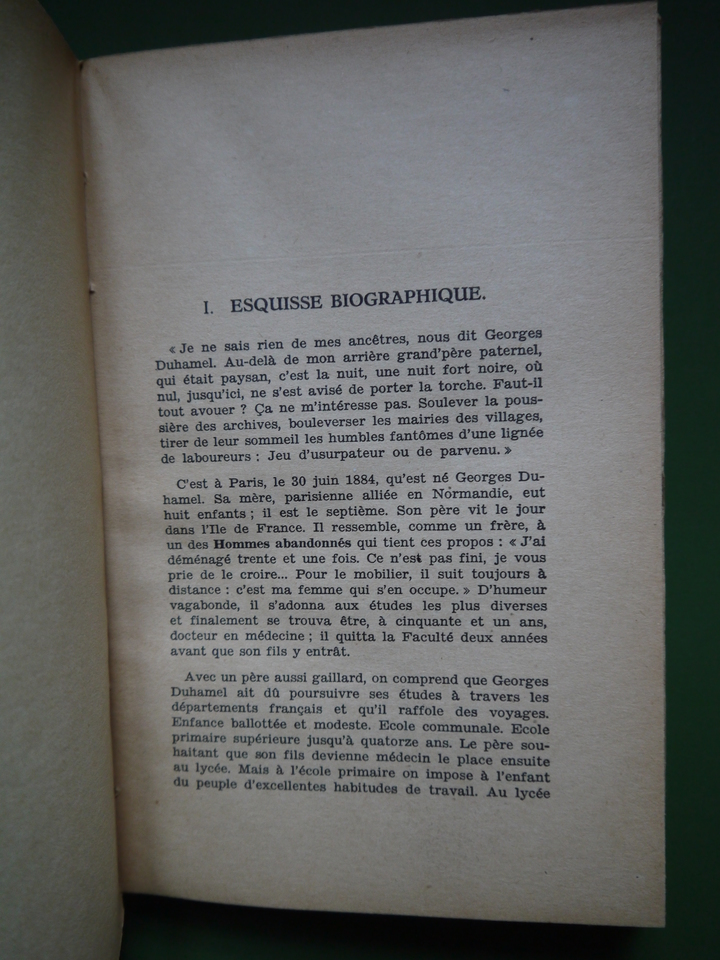 I. ESQUISSE BIOGRAPHIQUE.
« Je ne sais rien de mes ancêtres, nous dit Georges
Duhamel. Au-delà de mon arrière grand'père paternel,
qui était paysan, c'est la nuit, une nuit fort noire, où
nul, jusqu'ici, ne s'est avisé de porter la torche. Faut-il
tout avouer ? Ça ne m'intéresse pas. Soulever la pous-
sière des archives, bouleverser les mairies des villages,
tirer de leur sommeil les humbles fantômes d'une lignée
de laboureurs : Jeu d'usurpateur ou de parvenu. »
C'est à Paris, le 30 juin 1884, qu'est né Georges Du-
hamel. Sa mère, parisienne alliée en Normandie, eut
huit enfants ; il est le septième. Son père vit le jour
dans l'Ile de France. Il ressemble, comme un frère, à
un des Hommes abandonnés qui tient ces propos : « J'ai
déménagé trente et une fois. Ce n'est pas fini, je vous
prie de le croire... Pour le mobilier, il suit toujours à
distance : c'est ma femme qui s'en occupe. » D'humeur
vagabonde, il s'adonna aux études les plus diverses
et finalement se trouva être, à cinquante et un ans,
docteur en médecine ; il quitta la Faculté deux années
avant que son fils y entrât.
Avec un père aussi gaillard, on comprend que Georges
Duhamel ait dû poursuivre ses études à travers les
départements français et qu'il raffole des voyages.
Enfance ballottée et modeste. Ecole communale. Ecole
primaire supérieure jusqu'à quatorze ans. Le père sou-
haitant que son fils devienne médecin le place ensuite
au lycée. Mais à l'école primaire on impose à l'enfant
du peuple d'excellentes habitudes de travail. Au lycée